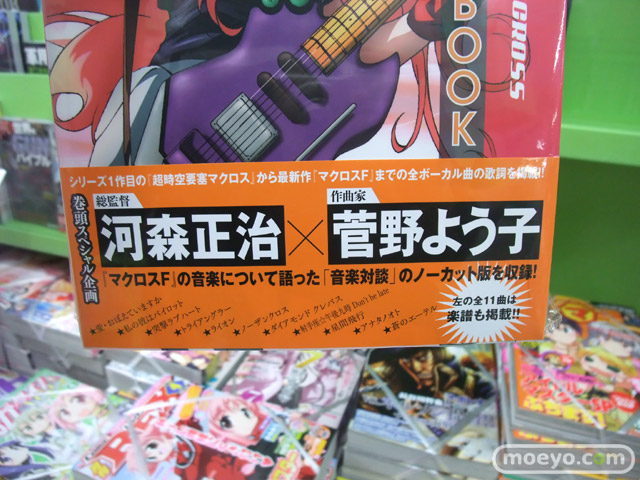 BOOK
CROSS
シリーズ1作目の『超時空要塞マクロス』から最新作『マクロスF』までの全ボーカル曲の歌詞を掲載!!
巻頭スペシャル企画
総監督
河森正治
×
作曲家
菅野よう子
『マクロスF』の音楽について語った「音楽対談」のノーカット版を収録!
★愛・おぼえていますか
★私の彼はパイロット
★突撃ラブハート
★トライアングラー
★ライオン
★ノーザンクロス
★ダイアモンド クレバス
★射手座☆午後九時 Don't be late
★星間飛行
★アナタノオト
★蒼のエーテル
左の全11曲は
楽譜も掲載!!
moeyo.com